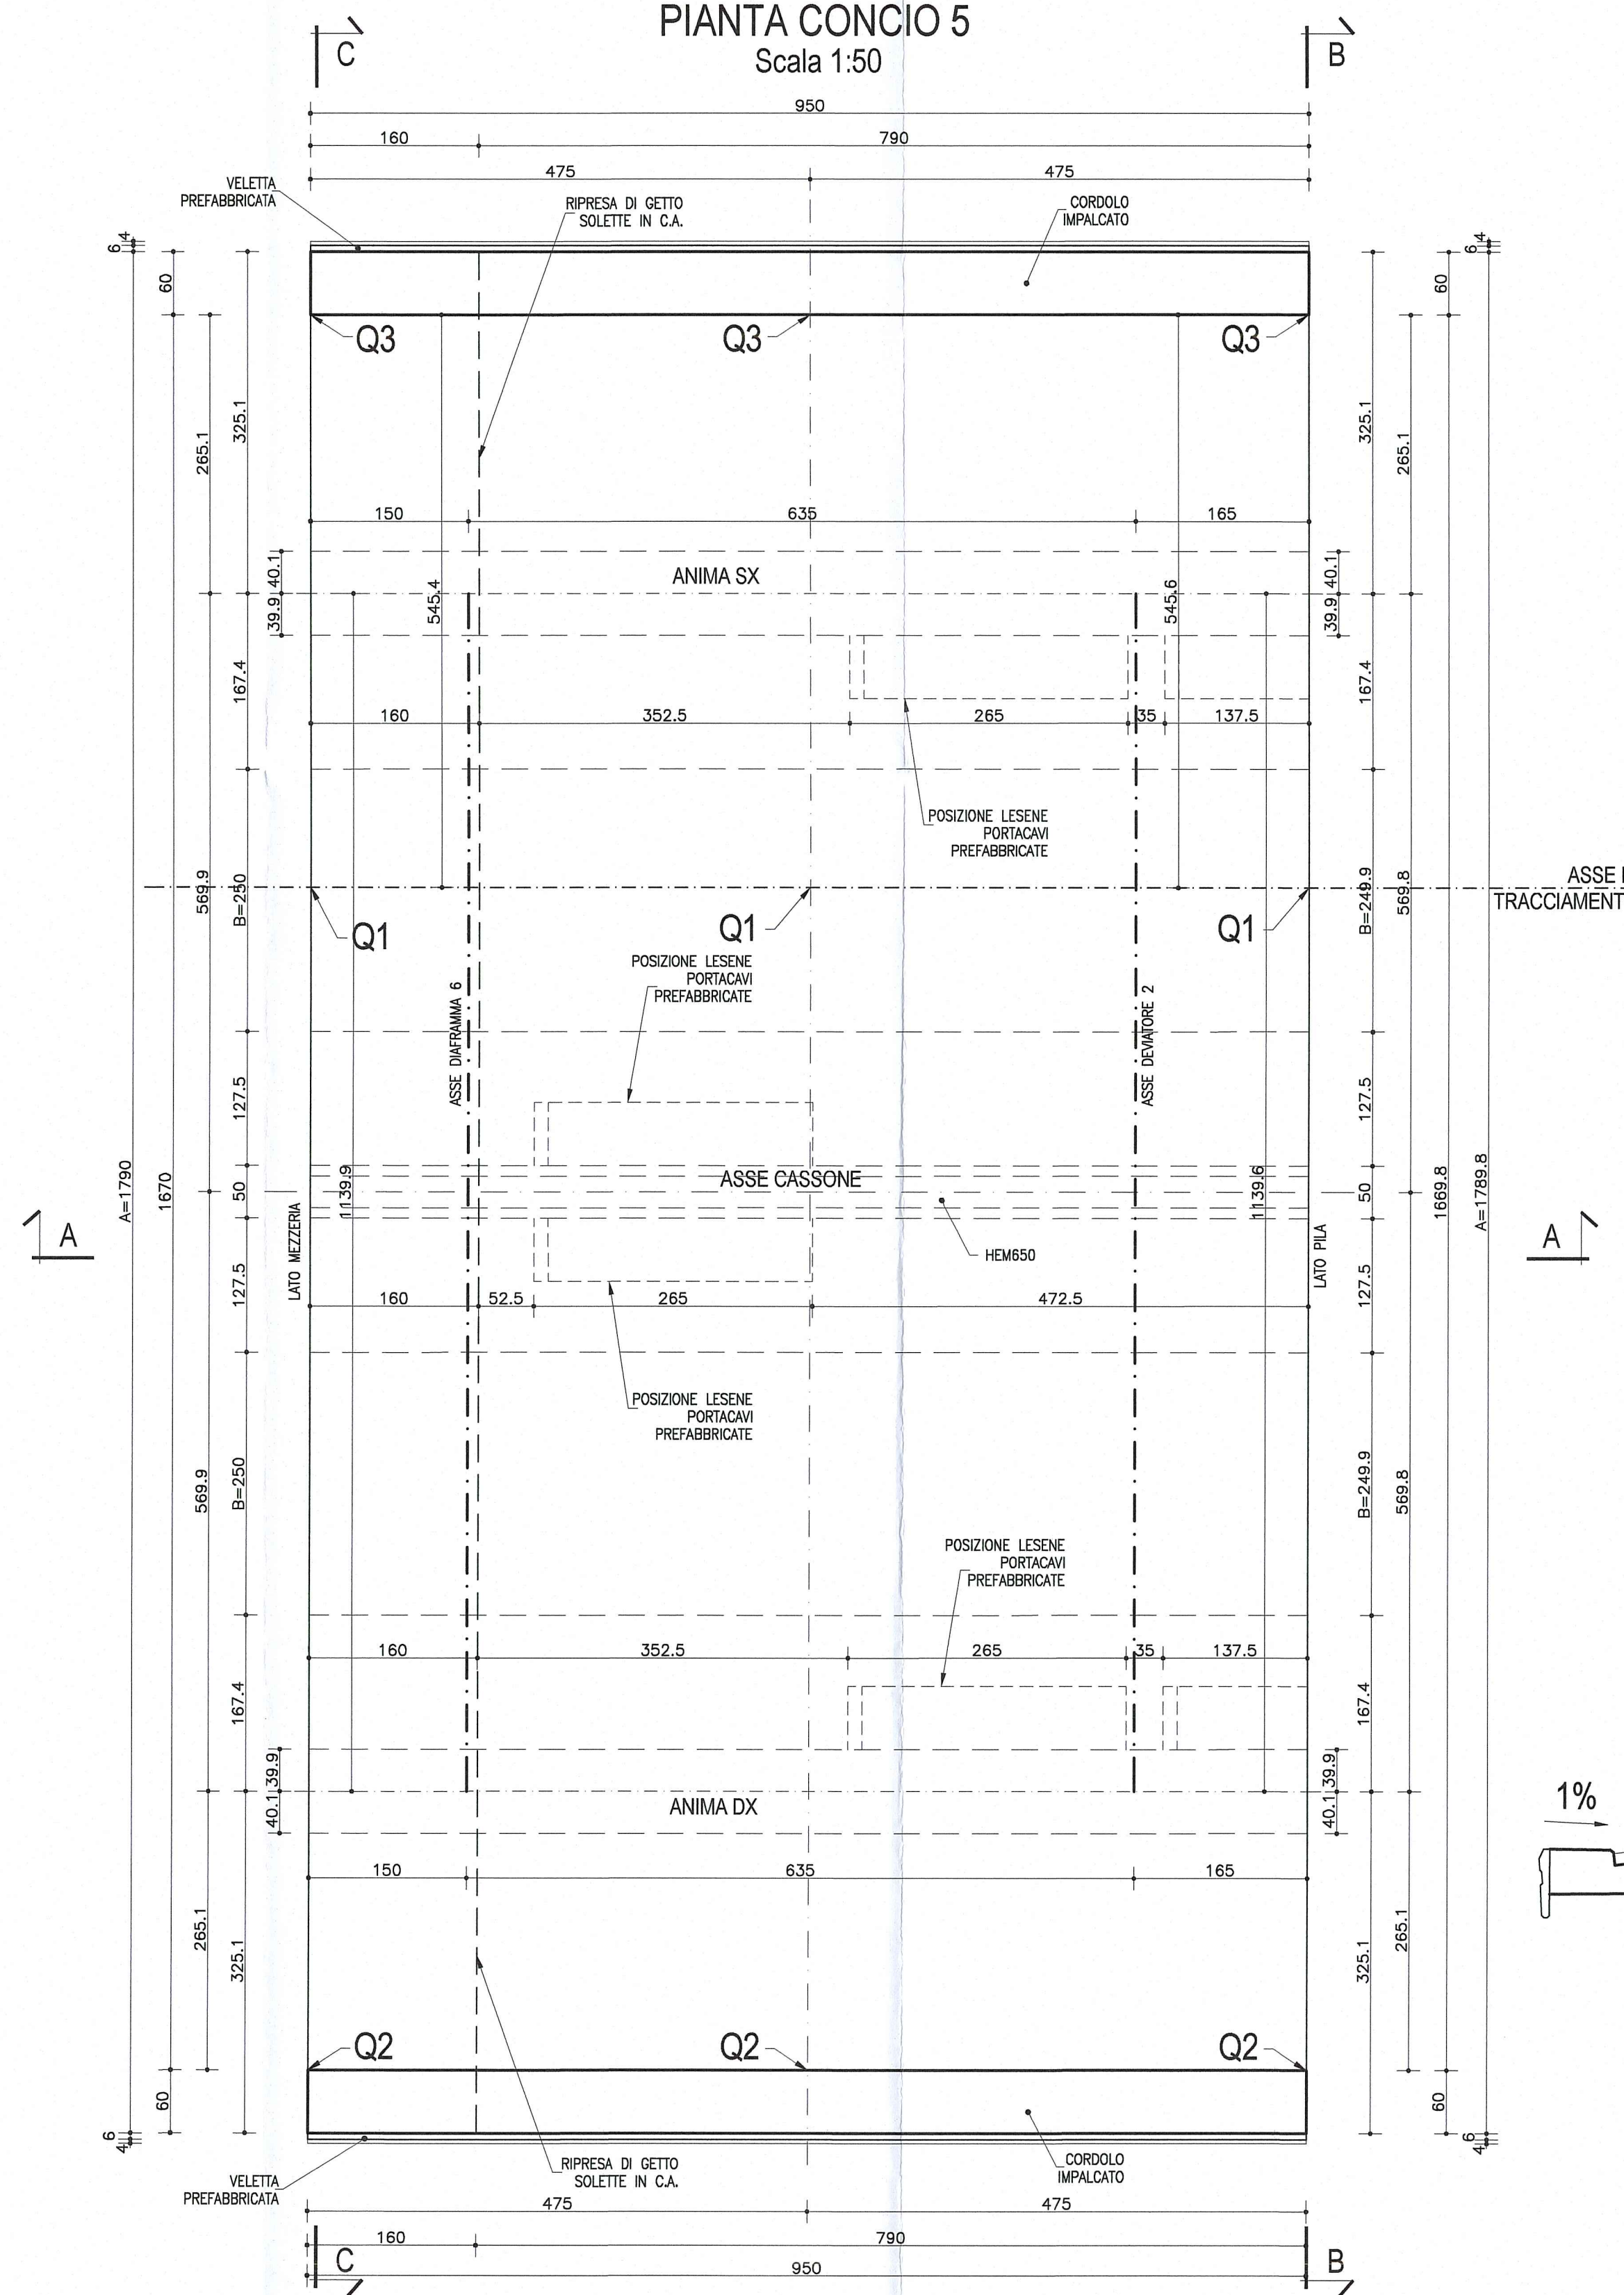 PIANTA CONCIO 5
Scala 1:50
C
B
950
160
790
475
475
VELETTA
PREFABBRICATA
RIPRESA DI GETTO
SOLETTE IN C.A.
CORDOLO
IMPALCATO
6 4
6 4
60
60
Q3
Q3
Q3
325.1
265.1
325.1
265.1
150
635
165
39.9 40.1
ANIMA SX
39.9 40.1
545.4
545.6
167.4
167.4
160
352.5
265
35
137.5
POSIZIONE LESENE
PORTACAVI
PREFABBRICATE
569.9
B=250
B=249.9
569.8
ASSE
TRACCIAMENT
Q1
Q1
Q1
POSIZIONE LESENE
PORTACAVI
PREFABBRICATE
ASSE DIAFRAMMA 6
ASSE DEVIATORE 2
127.5
127.5
A=1790
1670
50
1139.9
ASSE CASSONE
1139.6
50
1669.8
A=1789.8
A
LATO MEZZERIA
HEM650
LATO PILA
A
127.5
127.5
160
52.5
265
472.5
POSIZIONE LESENE
PORTACAVI
PREFABBRICATE
569.9
B=250
B=249.9
569.8
POSIZIONE LESENE
PORTACAVI
PREFABBRICATE
160
352.5
265
35
137.5
167.4
167.4
40.1 39.9
40.1 39.9
ANIMA DX
1%
150
635
165
265.1
325.1
325.1
265.1
Q2
Q2
Q2
60
60
6
4
6
4
VELETTA
PREFABBRICATA
RIPRESA DI GETTO
SOLETTE IN C.A.
CORDOLO
IMPALCATO
475
475
160
790
C
950
B